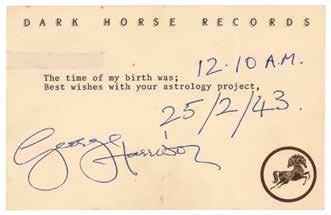 DARK HORSE RECORDS
12.10 A.M.
The time of my birth was;
Best wishes with your astrology project,
25/2/43.
George Harrison